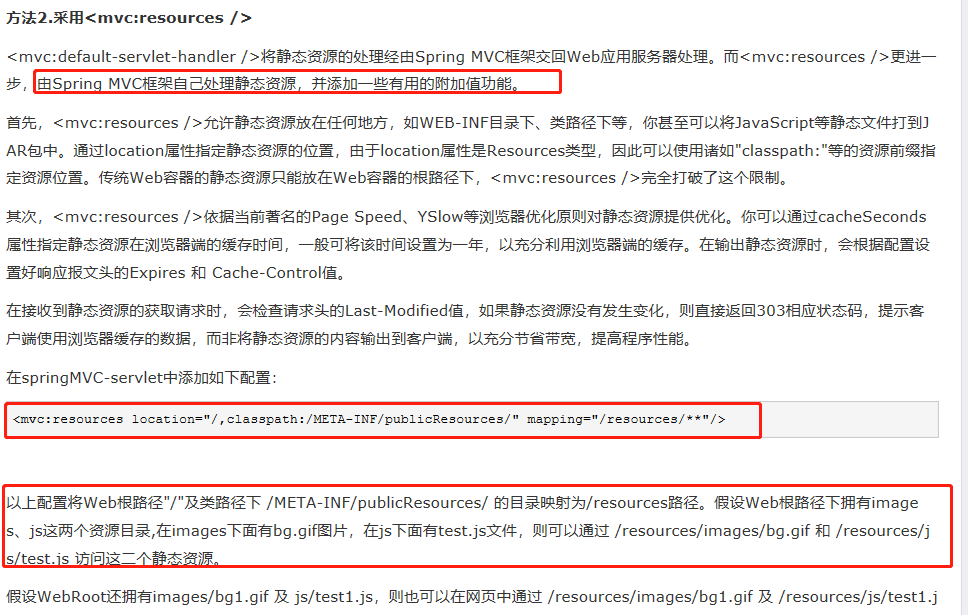 方法2.采用<mvc:resources />
<mvc:default-servlet-handler />将静态资源的处理经由Spring MVC框架交回Web应用服务器处理。而<mvc:resources />更进一
步，由Spring MVC框架自己处理静态资源，并添加一些有用的附加值功能。
首先，<mvc:resources />允许静态资源放在任何地方，如WEB-INF目录下、类路径下等，你甚至可以将JavaScript等静态文件打到J
AR包中。通过location属性指定静态资源的位置，由于location属性是Resources类型，因此可以使用诸如"classpath:"等的资源前缀指
定资源位置。传统Web容器的静态资源只能放在Web容器的根路径下，<mvc:resources />完全打破了这个限制。
其次，<mvc:resources />依据当前著名的Page Speed、YSlow等浏览器优化原则对静态资源提供优化。你可以通过cacheSeconds
属性指定静态资源在浏览器端的缓存时间，一般可将该时间设置为一年，以充分利用浏览器端的缓存。在输出静态资源时，会根据配置设
置好响应报文头的Expires 和 Cache-Control值。
在接收到静态资源的获取请求时，会检查请求头的Last-Modified值，如果静态资源没有发生变化，则直接返回303相应状态码，提示客
户端使用浏览器缓存的数据，而非将静态资源的内容输出到客户端，以充分节省带宽，提高程序性能。
在springMVC-servlet中添加如下配置：
<mvc:resources location="/,classpath:/META-INF/publicResources/" mapping="/resources/**"/>
以上配置将Web根路径"/"及类路径下 /META-INF/publicResources/ 的目录映射为/resources路径。假设Web根路径下拥有image
s、js这两个资源目录,在images下面有bg.gif图片，在js下面有test.js文件，则可以通过 /resources/images/bg.gif 和 /resources/j
s/test.js 访问这二个静态资源。
假设WebRoot还拥有images/bg1.gif 及 js/test1.js，则也可以在网页中通过 /resources/images/bg1.gif 及 /resources/js/test1.j